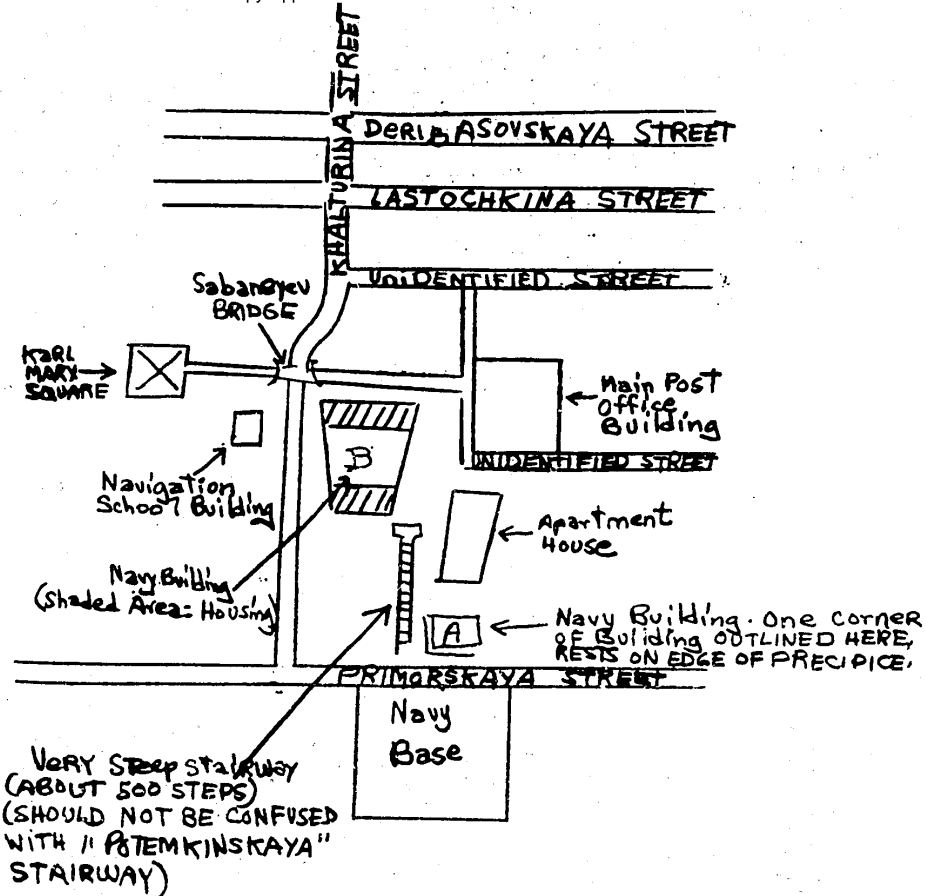 KHALTURINA STREET
DERIBASOVSKAYA STREET
LASTOCHKINA STREET
UNIDENTIFIED STREET
Sabaneyev
BRIDGE
KARL
MARX
SQUARE
Main Post
Office
Building
B
UNIDENTIFIED STREET
Navigation
School Building
Apartment
House
Navy Building
(Shaded Area = Housing)
A
Navy Building. One corner
of Building OUTLINED HERE,
RESTS ON EDGE OF PRECIPICE.
PRIMORSKAYA STREET
Navy
Base
VERY Steep Stairway
(ABOUT 500 STEPS)
(SHOULD NOT BE CONFUSED
WITH "POTEMKINSKAYA"
STAIRWAY)